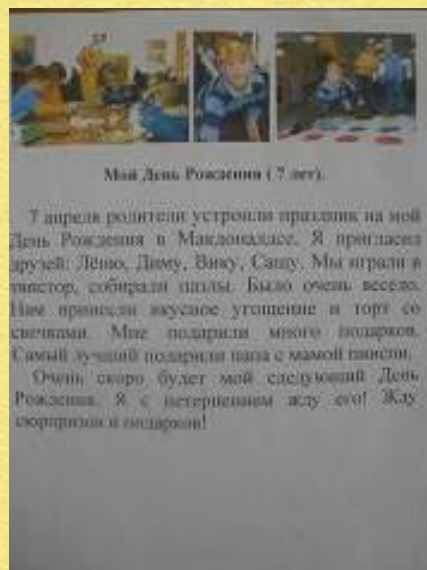 Мой День Рождения ( 7 лет).
7 апреля родители устроили праздник на мой
День Рождения в Макдоналдсе. Я пригласил
друзей: Лёшу, Диму, Вику, Сашу. Мы играли в
твистор, собирали пазлы. Было очень весело.
Нам принесли вкусное угощение и торт со
свечками. Мне подарили много подарков.
Самый лучший подарили папа с мамой
Очень скоро будет мой следующий День
Рождения. Я с нетерпением жду его! Жду
сюрпризов и подарков!